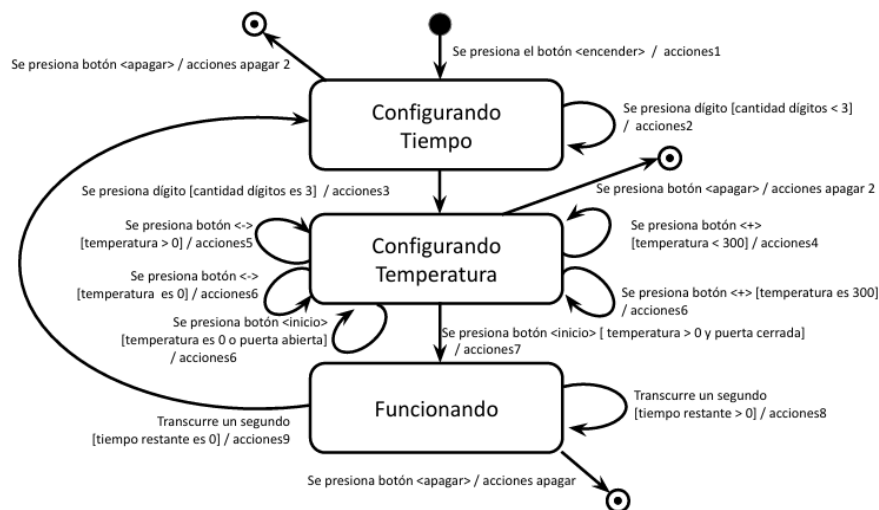 Se presiona el botón <encender> / acciones1
Se presiona botón <apagar> / acciones apagar 2
Configurando
Tiempo
Se presiona dígito [cantidad dígitos < 3]
/ acciones2
Se presiona dígito [cantidad dígitos es 3] / acciones3
Se presiona botón <apagar> / acciones apagar 2
Se presiona botón <->
[temperatura > 0] / acciones5
Configurando
Temperatura
Se presiona botón <+>
[temperatura < 300] / acciones4
Se presiona botón <->
[temperatura es 0] / acciones6
Se presiona botón <+> [temperatura es 300]
/ acciones6
Se presiona botón <inicio>
[temperatura es 0 o puerta abierta]
/ acciones6
Se presiona botón <inicio> [ temperatura > 0 y puerta cerrada]
/ acciones7
Funcionando
Transcurre un segundo
[tiempo restante > 0] / acciones8
Transcurre un segundo
[tiempo restante es 0] / acciones9
Se presiona botón <apagar> / acciones apagar